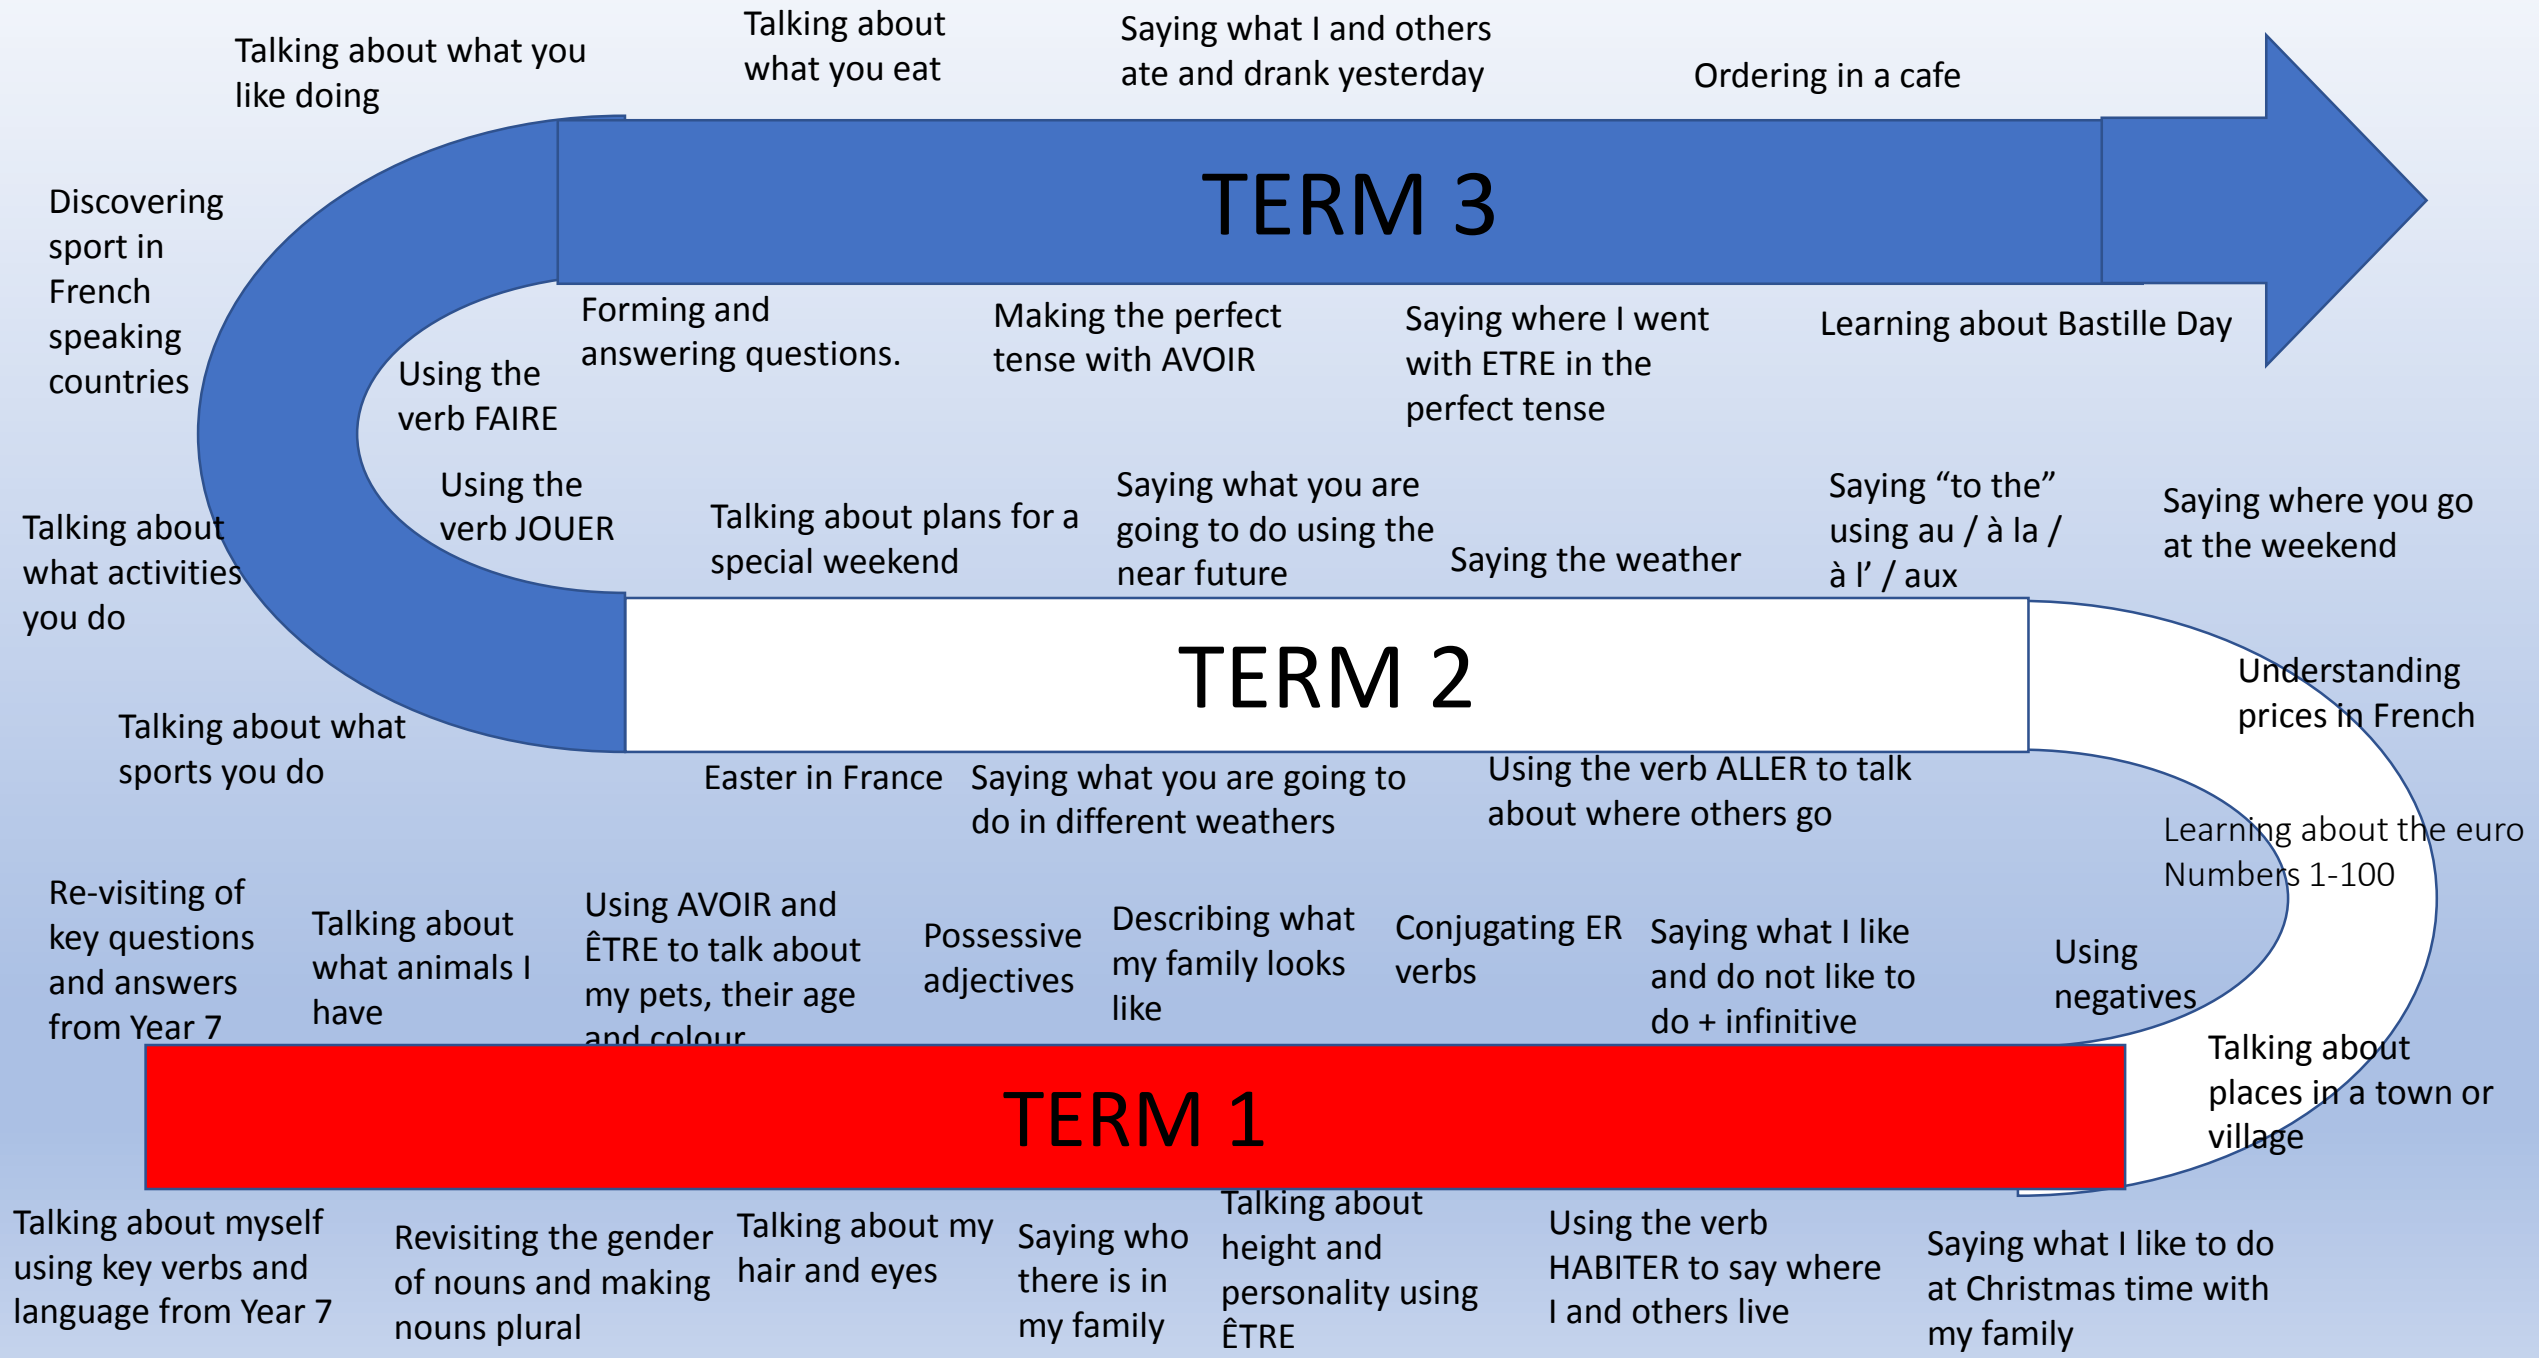 Talking about what you
like doing
Talking about
what you eat
Saying what I and others
ate and drank yesterday
Ordering in a cafe
TERM 3
Discovering
sport in
French
speaking
countries
Using the
verb FAIRE
Forming and
answering questions.
Making the perfect
tense with AVOIR
Saying where I went
with ETRE in the
perfect tense
Learning about Bastille Day
Talking about
what activities
you do
Using the
verb JOUER
Talking about plans for a
special weekend
Saying what you are
going to do using the
near future
Saying the weather
Saying “to the”
using au / à la /
à l’ / aux
Saying where you go
at the weekend
TERM 2
Understanding
prices in French
Talking about what
sports you do
Easter in France
Saying what you are going to
do in different weathers
Using the verb ALLER to talk
about where others go
Learning about the euro
Numbers 1-100
Re-visiting of
key questions
and answers
from Year 7
Talking about
what animals I
have
Using AVOIR and
ÊTRE to talk about
my pets, their age
and colour
Possessive
adjectives
Describing what
my family looks
like
Conjugating ER
verbs
Saying what I like
and do not like to
do + infinitive
Using
negatives
Talking about
places in a town or
village
TERM 1
Talking about myself
using key verbs and
language from Year 7
Revisiting the gender
of nouns and making
nouns plural
Talking about my
hair and eyes
Saying who
there is in
my family
Talking about
height and
personality using
ÊTRE
Using the verb
HABITER to say where
I and others live
Saying what I like to do
at Christmas time with
my family